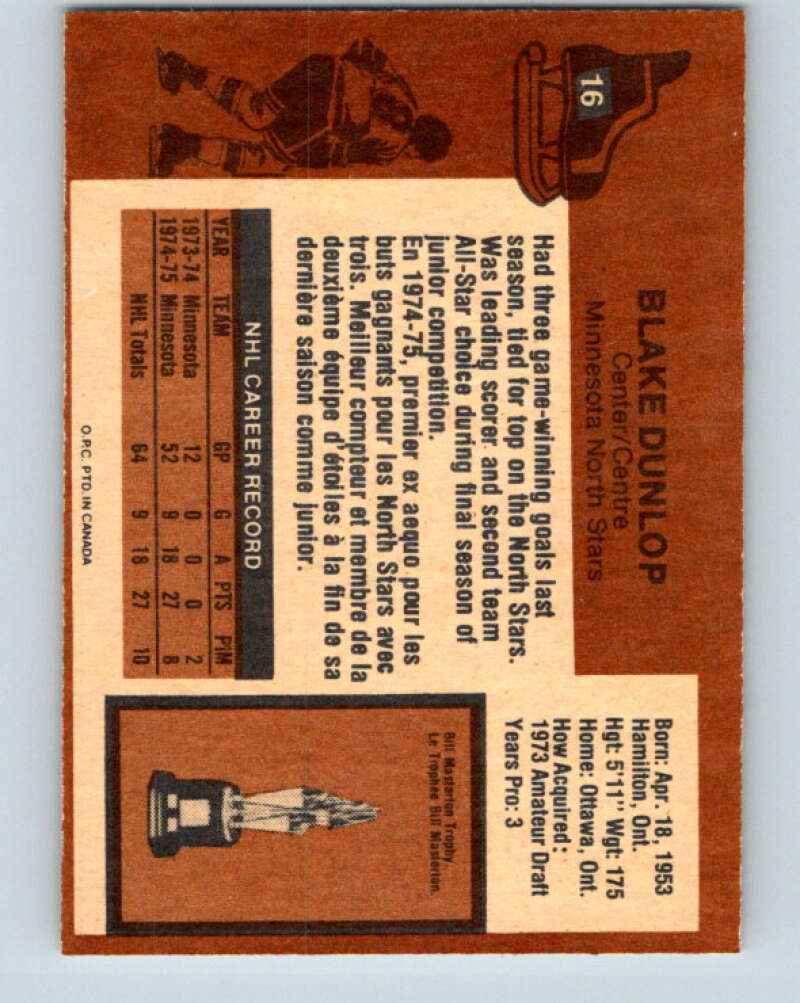 16
BLAKE DUNLOP
Center/Centre
Minnesota North Stars
Born: Apr. 18, 1953
Hamilton, Ont.
Hgt: 5'11" Wgt: 175
Home: Ottawa, Ont.
How Acquired:
1973 Amateur Draft
Years Pro: 3
Had three game-winning goals last
season, tied for top on the North Stars.
Was leading scorer and second team
All-Star choice during final season of
junior competition.
En 1974-75, premier ex aequo pour les
buts gagnants pour les North Stars avec
trois. Meilleur compteur et membre de la
deuxième équipe d'étoiles à la fin de sa
dernière saison comme junior.
NHL CAREER RECORD
YEAR TEAM GP G A PTS PIM
1973-74 Minnesota 12 0 0 0 2
1974-75 Minnesota 52 9 18 27 8
NHL Totals 64 9 18 27 10
Bill Masterton Trophy
Le Trophée Bill Masterton.
O.P.C. PTD. IN CANADA